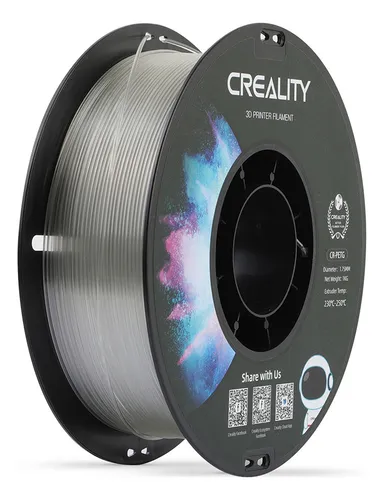 CREALITY
3D PRINTER FILAMENT
CREALITY
CR-PETG
Diameter: 1.75MM
Net Weight: 1KG
Extruder Temp:
230℃-250℃
Share with Us